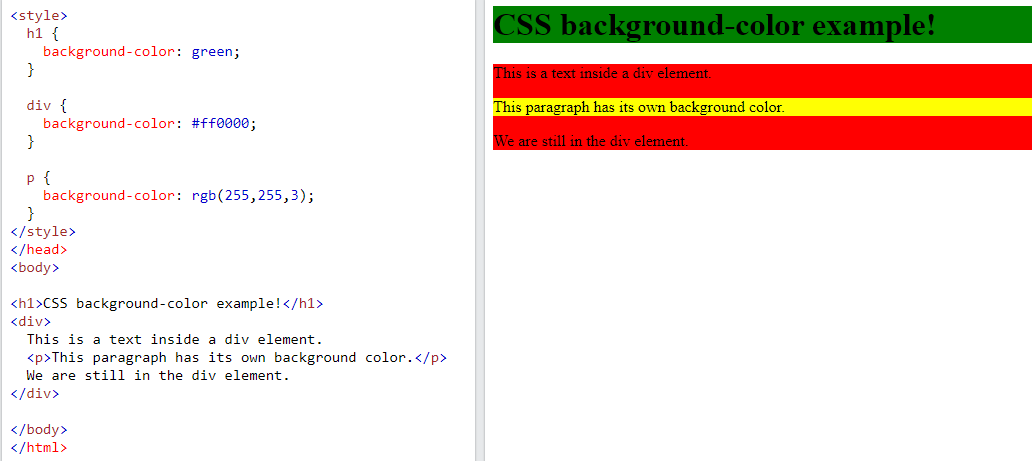 <style>
h1 {
background-color: green;
}
div {
background-color: #ff0000;
}
p {
background-color: rgb(255,255,3);
}
</style>
</head>
<body>
<h1>CSS background-color example!</h1>
<div>
This is a text inside a div element.
<p>This paragraph has its own background color.</p>
We are still in the div element.
</div>
</body>
</html>
CSS background-color example!
This is a text inside a div element.
This paragraph has its own background color.
We are still in the div element.